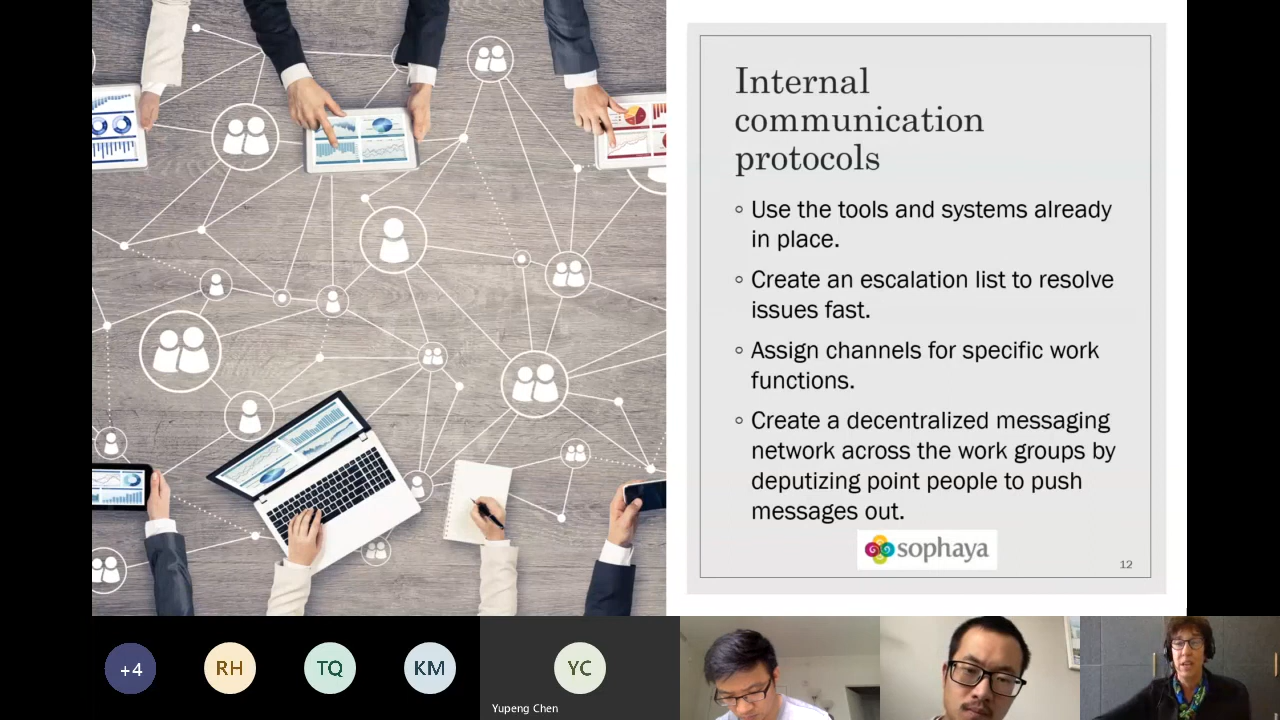 Internal
communication
protocols
◦ Use the tools and systems already
in place.
◦ Create an escalation list to resolve
issues fast.
◦ Assign channels for specific work
functions.
◦ Create a decentralized messaging
network across the work groups by
deputizing point people to push
messages out.
sophaya
12
+4
RH
TQ
KM
YC
Yupeng Chen